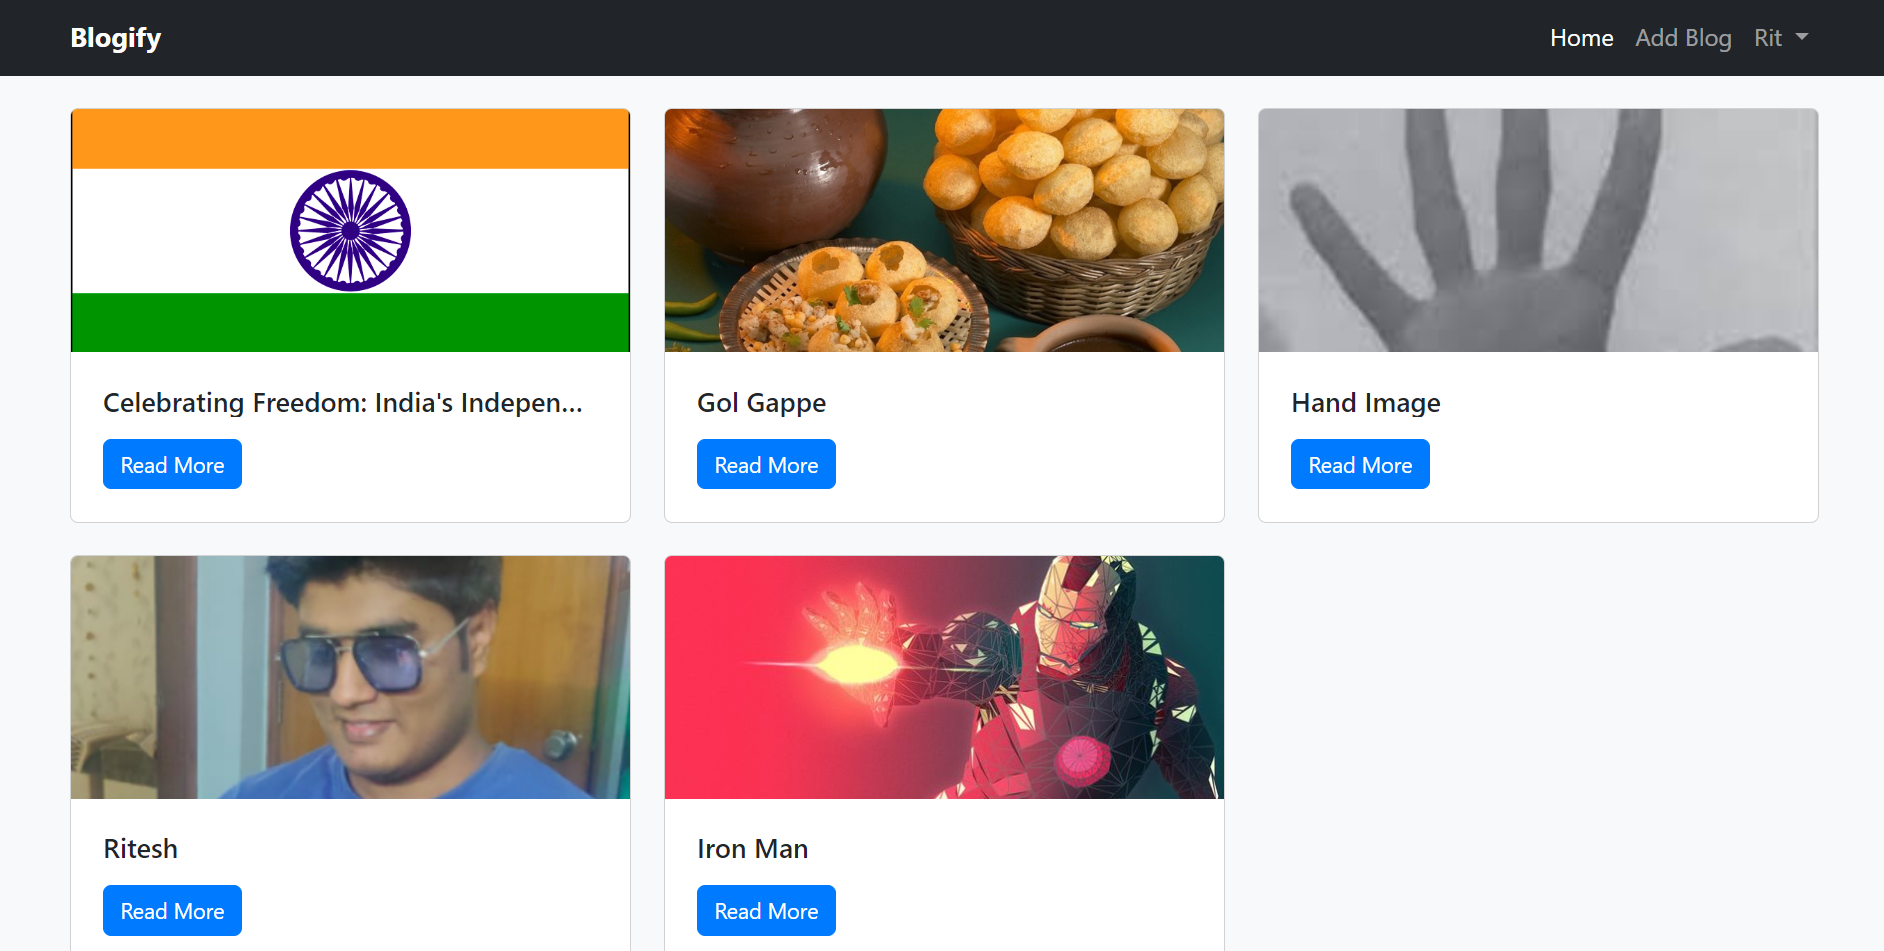 Blogify
Home Add Blog Rit
Celebrating Freedom: India's Indepen...
Read More
Gol Gappe
Read More
Hand Image
Read More
Ritesh
Read More
Iron Man
Read More